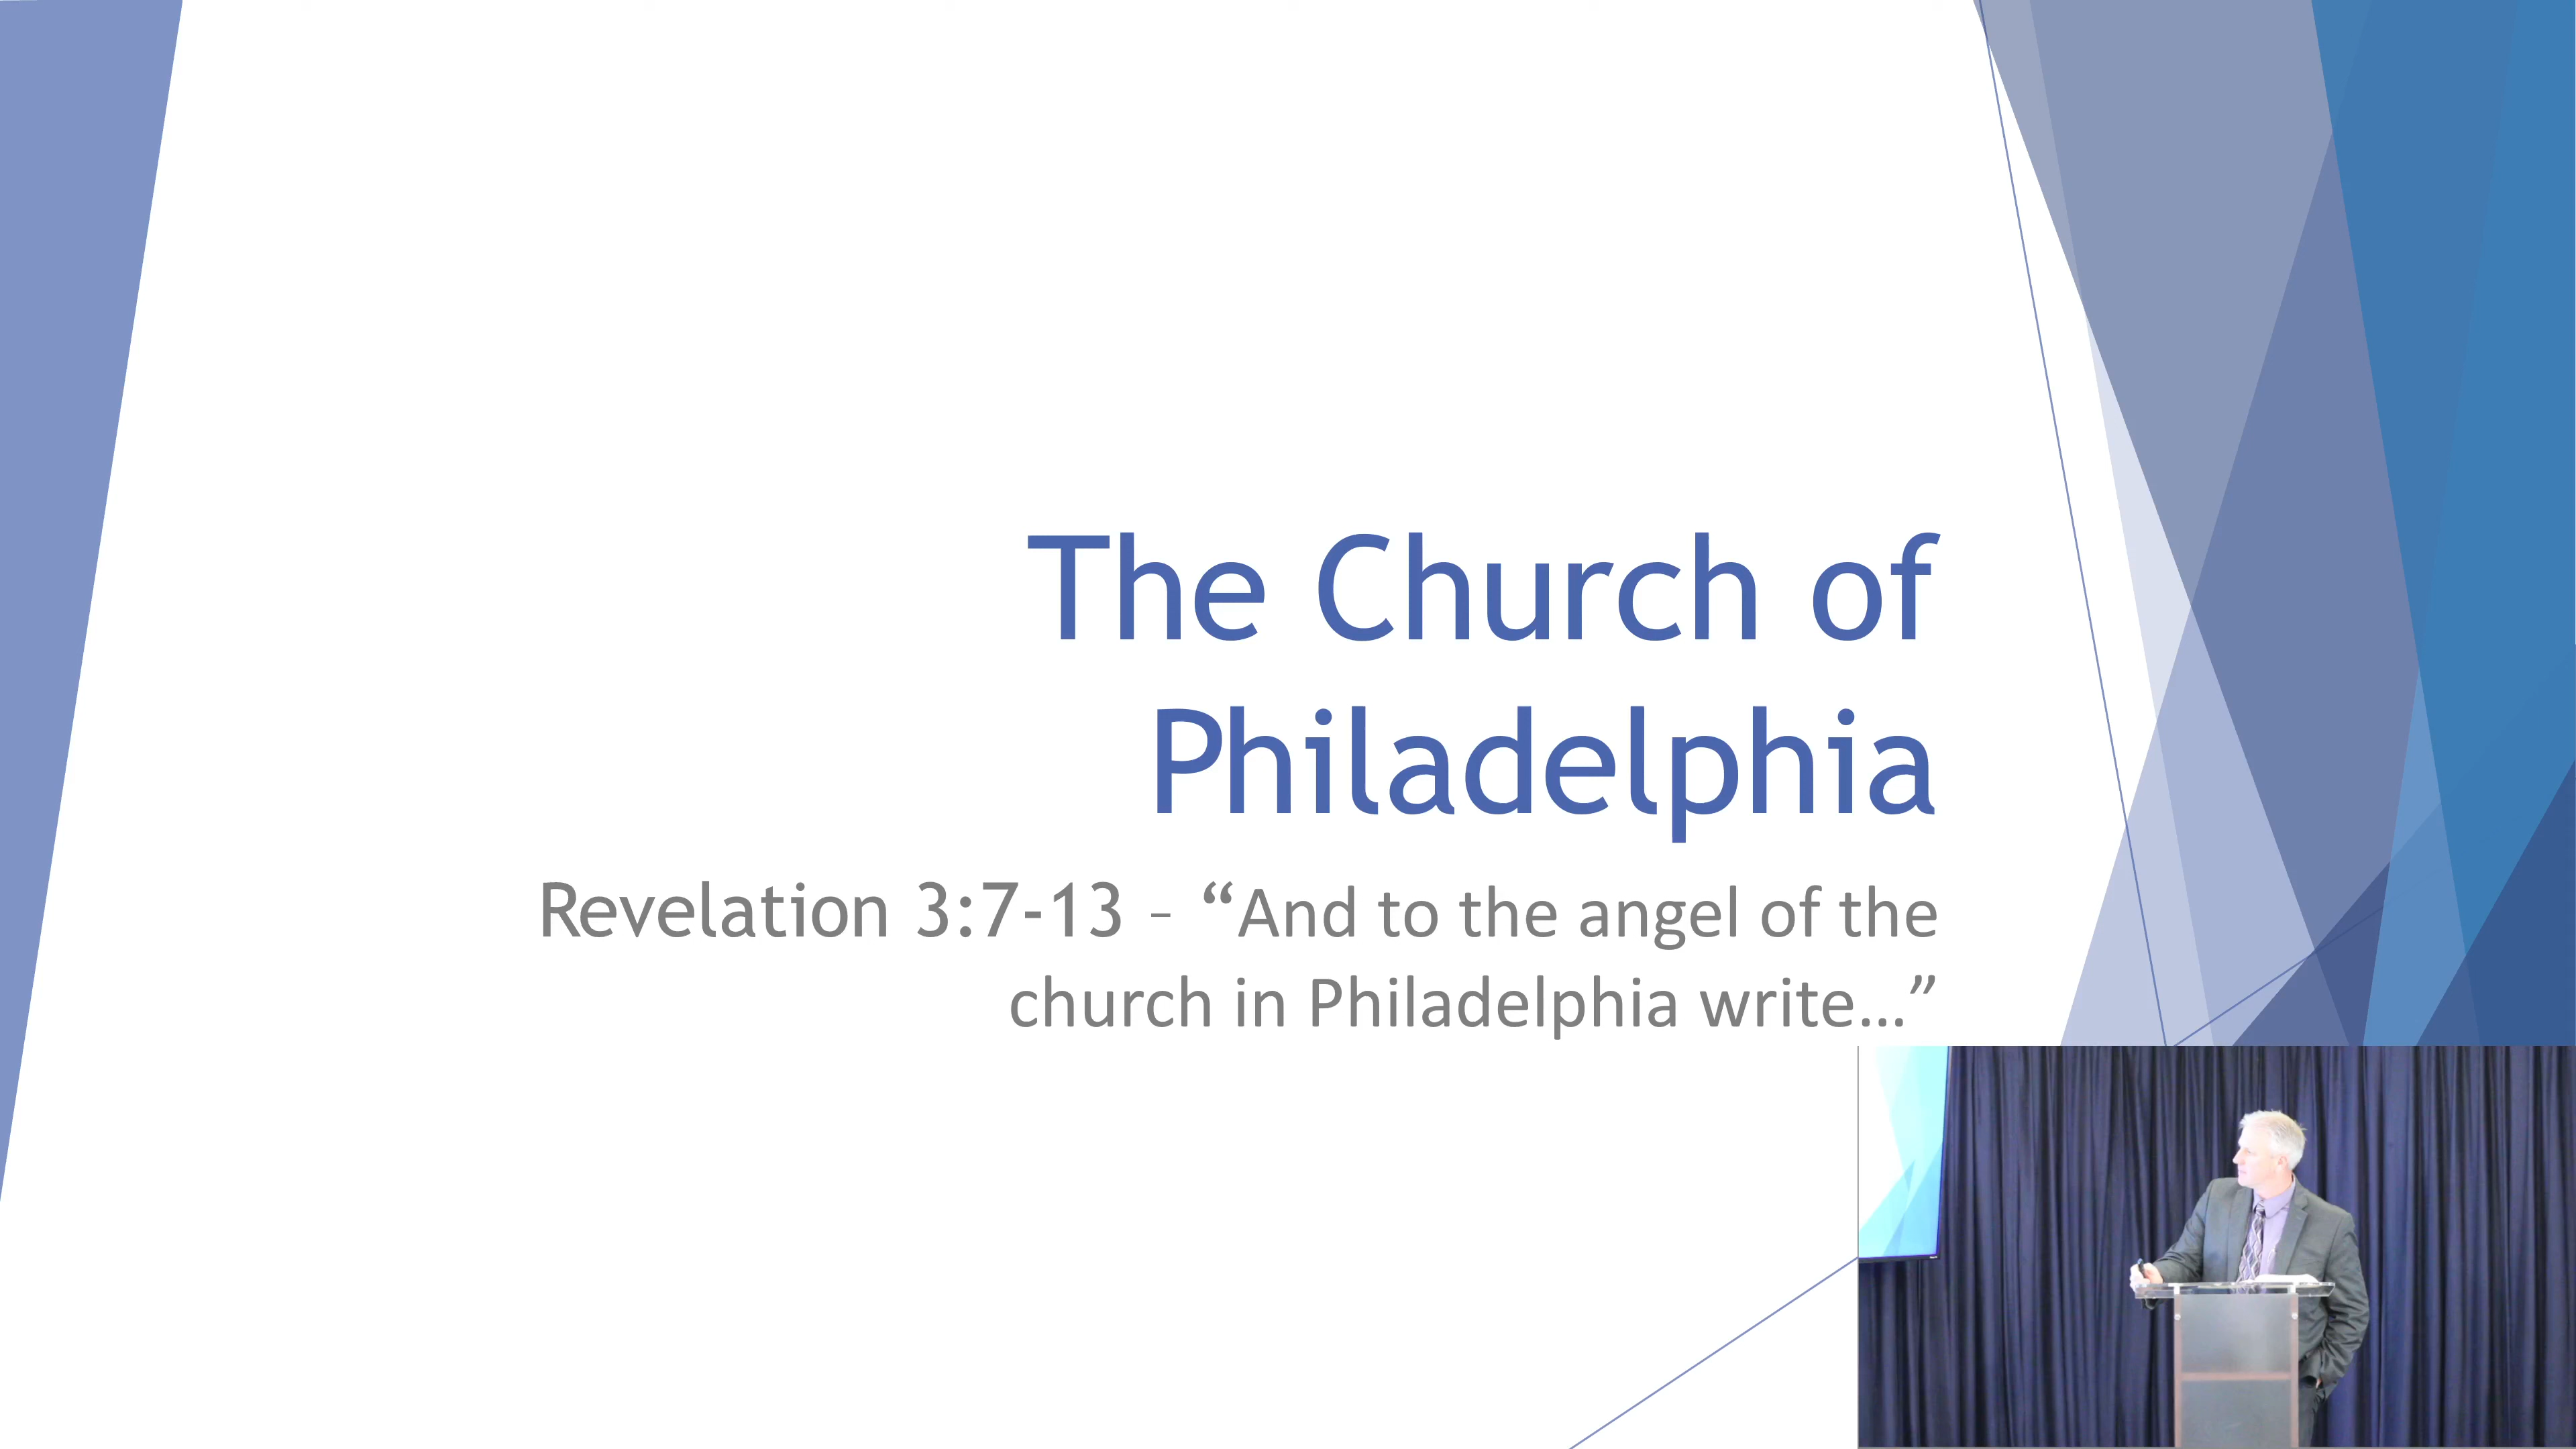 The Church of
Philadelphia
Revelation 3:7-13 – “And to the angel of the
church in Philadelphia write…”